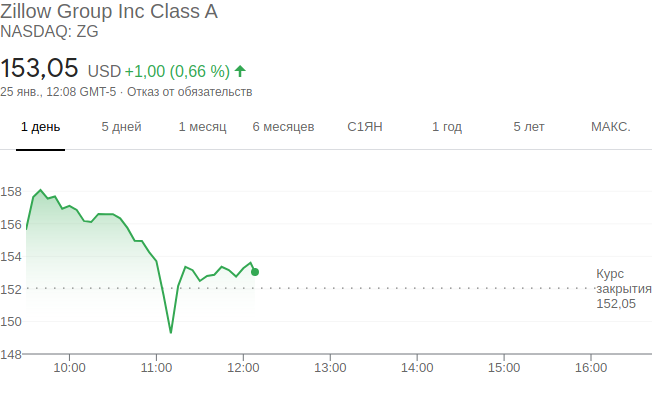 Zillow Group Inc Class A
NASDAQ: ZG
153,05 USD +1,00 (0,66 %)
25 янв., 12:08 GMT-5 · Отказ от обязательств
1 день 5 дней 1 месяц 6 месяцев С1ЯН 1 год 5 лет МАКС.
158
156
154
152
150
148
Курс
закрытия
152,05
10:00 11:00 12:00 13:00 14:00 15:00 16:00